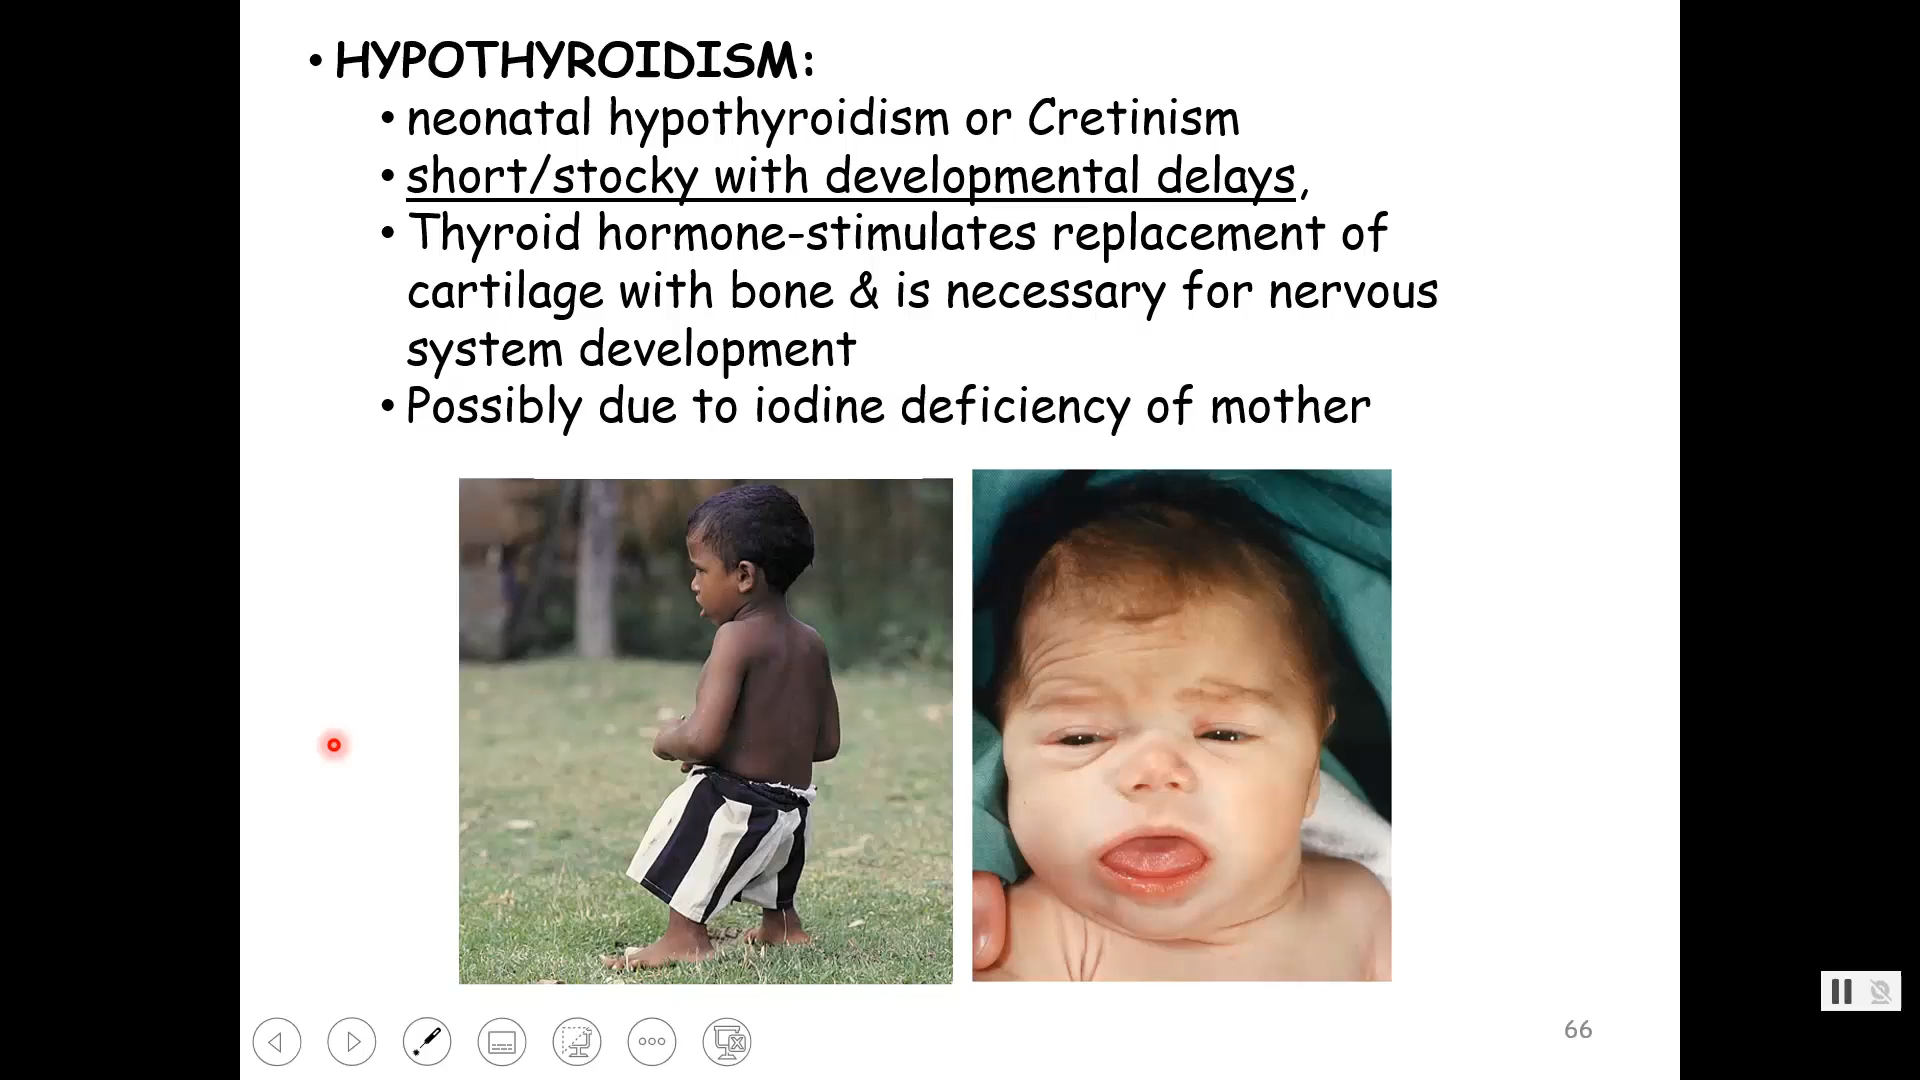 • HYPOTHYROIDISM:
• neonatal hypothyroidism or Cretinism
• short/stocky with developmental delays,
• Thyroid hormone-stimulates replacement of
cartilage with bone & is necessary for nervous
system development
• Possibly due to iodine deficiency of mother
66